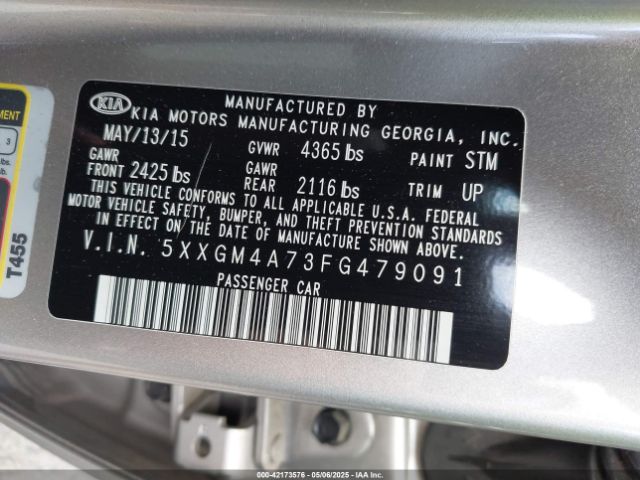 MANUFACTURED BY
KIA KIA MOTORS MANUFACTURING GEORGIA, INC.
MAY/13/15 GVWR 4365 lbs PAINT STM
GAWR FRONT 2425 lbs GAWR REAR 2116 lbs TRIM UP
THIS VEHICLE CONFORMS TO ALL APPLICABLE U.S.A. FEDERAL
MOTOR VEHICLE SAFETY, BUMPER, AND THEFT PREVENTION STANDARDS
IN EFFECT ON THE DATE OF MANUFACTURE SHOWN ABOVE.
V.I.N. 5XXGM4A73FG479091
PASSENGER CAR
3
lbs.
T455
000-42173576 - 05/06/2025 - IAA, Inc.